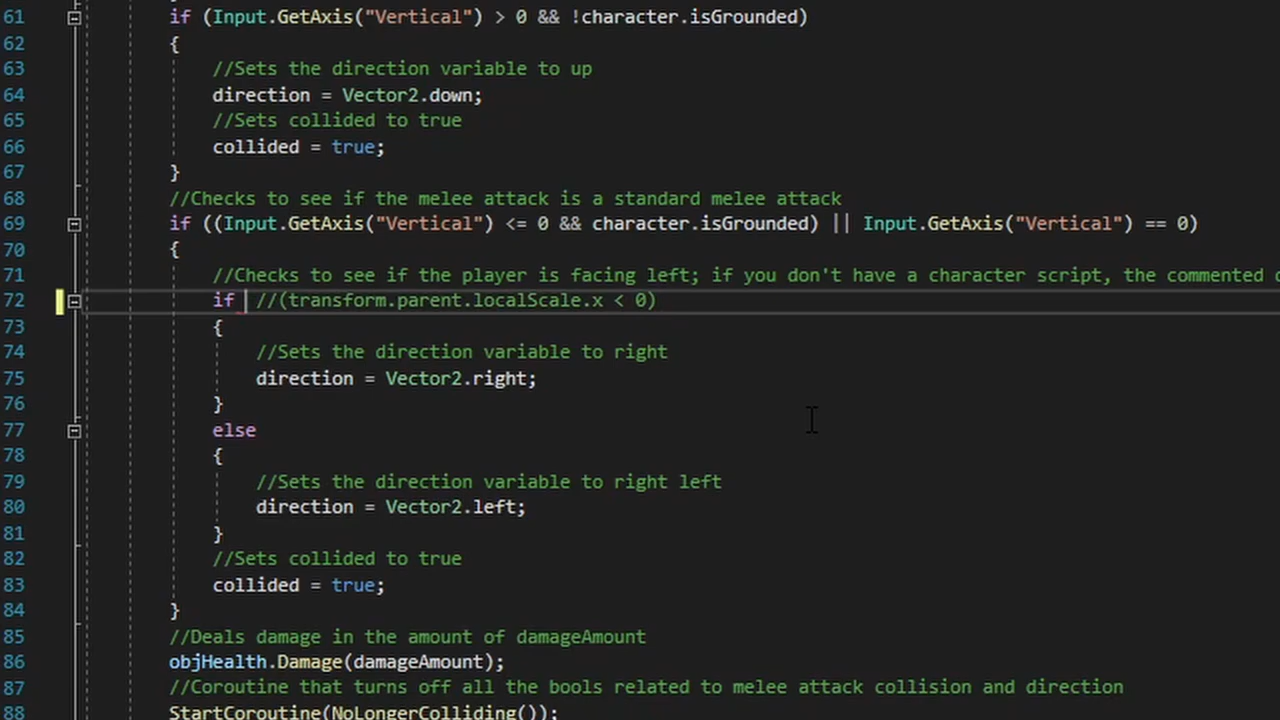 61 if (Input.GetAxis("Vertical") > 0 && !character.isGrounded)
62 {
63 //Sets the direction variable to up
64 direction = Vector2.down;
65 //Sets collided to true
66 collided = true;
67 }
68 //Checks to see if the melee attack is a standard melee attack
69 if ((Input.GetAxis("Vertical") <= 0 && character.isGrounded) || Input.GetAxis("Vertical") == 0)
70 {
71 //Checks to see if the player is facing left; if you don't have a character script, the commented
72 if //(transform.parent.localScale.x < 0)
73 {
74 //Sets the direction variable to right
75 direction = Vector2.right;
76 }
77 else
78 {
79 //Sets the direction variable to right left
80 direction = Vector2.left;
81 }
82 //Sets collided to true
83 collided = true;
84 }
85 //Deals damage in the amount of damageAmount
86 objHealth.Damage(damageAmount);
87 //Coroutine that turns off all the bools related to melee attack collision and direction
88 StartCoroutine(NoLongerColliding());